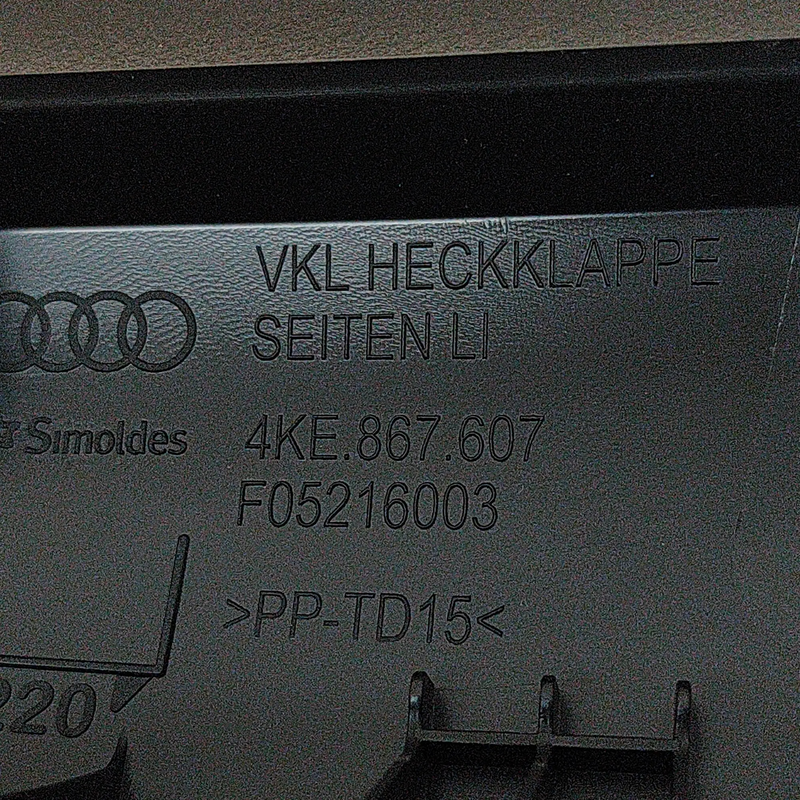 VKL HECKKLAPPE
SEITEN LI
Simoldes
4KE.867.607
F05216003
>PP-TD15<
220